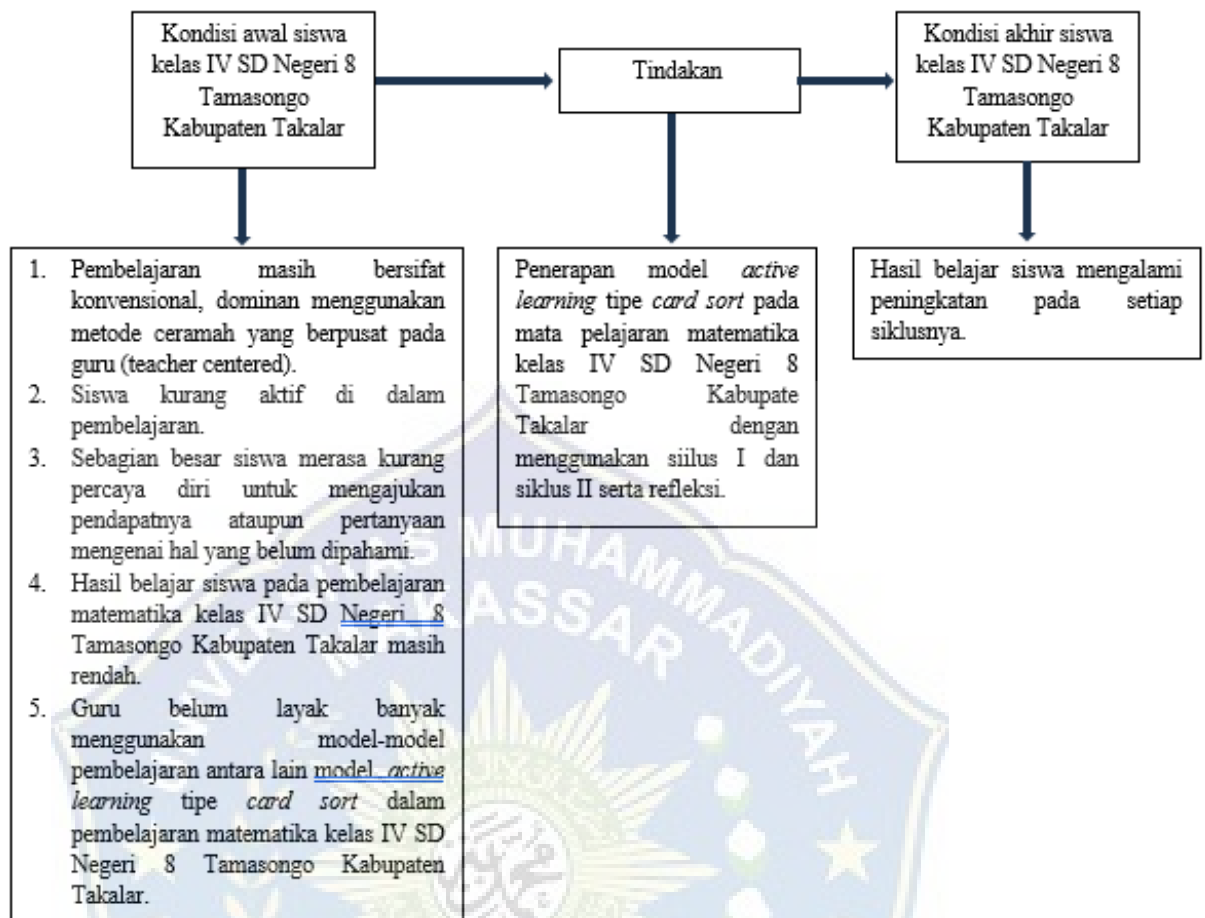 Kondisi awal siswa
kelas IV SD Negeri 8
Tamasongo
Kabupaten Takalar
Tindakan
Kondisi akhir siswa
kelas IV SD Negeri 8
Tamasongo
Kabupaten Takalar
1. Pembelajaran masih bersifat
konvensional, dominan menggunakan
metode ceramah yang berpusat pada
guru (teacher centered).
2. Siswa kurang aktif di dalam
pembelajaran.
3. Sebagian besar siswa merasa kurang
percaya diri untuk mengajukan
pendapatnya ataupun pertanyaan
mengenai hal yang belum dipahami.
4. Hasil belajar siswa pada pembelajaran
matematika kelas IV SD Negeri 8
Tamasongo Kabupaten Takalar masih
rendah.
5. Guru belum layak banyak
menggunakan model-model
pembelajaran antara lain model active
learning tipe card sort dalam
pembelajaran matematika kelas IV SD
Negeri 8 Tamasongo Kabupaten
Takalar.
Penerapan model active
learning tipe card sort pada
mata pelajaran matematika
kelas IV SD Negeri 8
Tamasongo Kabupate
Takalar dengan
menggunakan siilus I dan
siklus II serta refleksi.
Hasil belajar siswa mengalami
peningkatan pada setiap
siklusnya.
UNIVERSITAS MUHAMMADIYAH
MAKASSAR